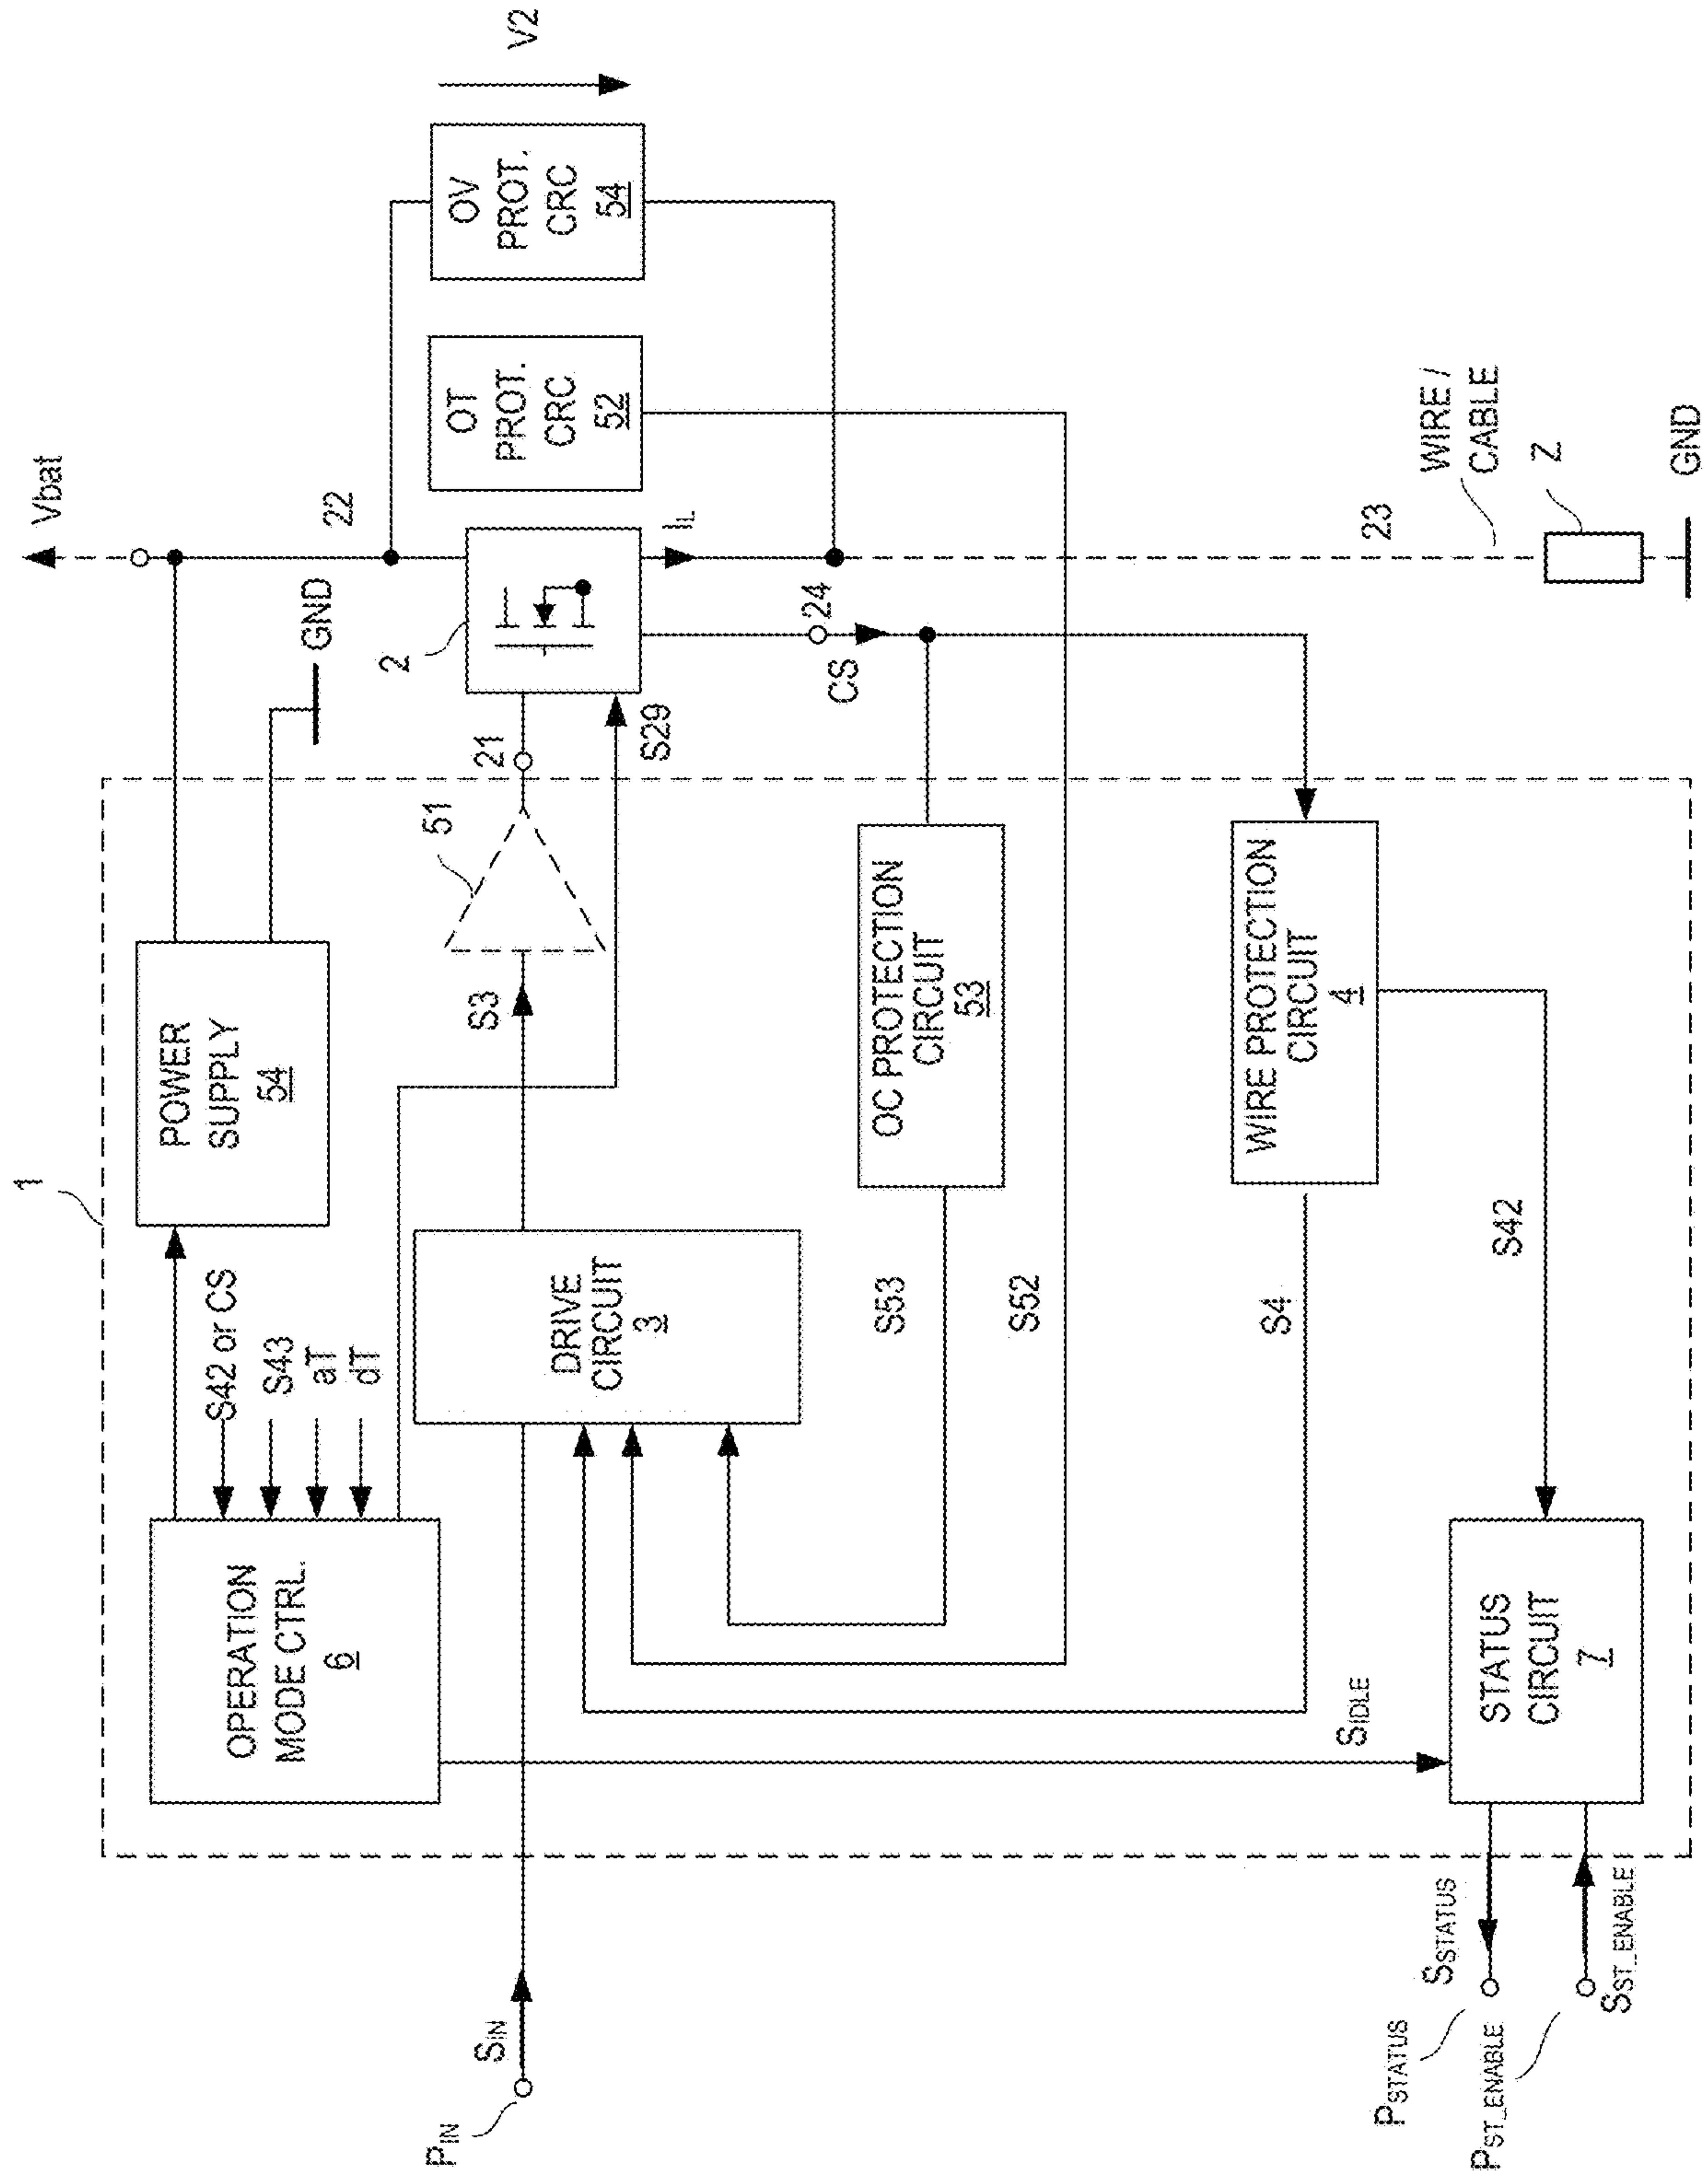 1
Vbat
22
V2
GND
2
POWER
SUPPLY
54
S42 or CS
S43
aT
dT
OPERATION
MODE CTRL.
6
51
21
S29
S3
DRIVE
CIRCUIT
3
OT
PROT.
CRC
52
OV
PROT.
CRC
54
IL
24
CS
OC PROTECTION
CIRCUIT
53
S53
S52
WIRE PROTECTION
CIRCUIT
4
S4
S42
23
WIRE /
CABLE
Z
GND
SIDLE
STATUS
CIRCUIT
7
PIN
SIN
SSTATUS
PSTATUS
PST_ENABLE
SST_ENABLE